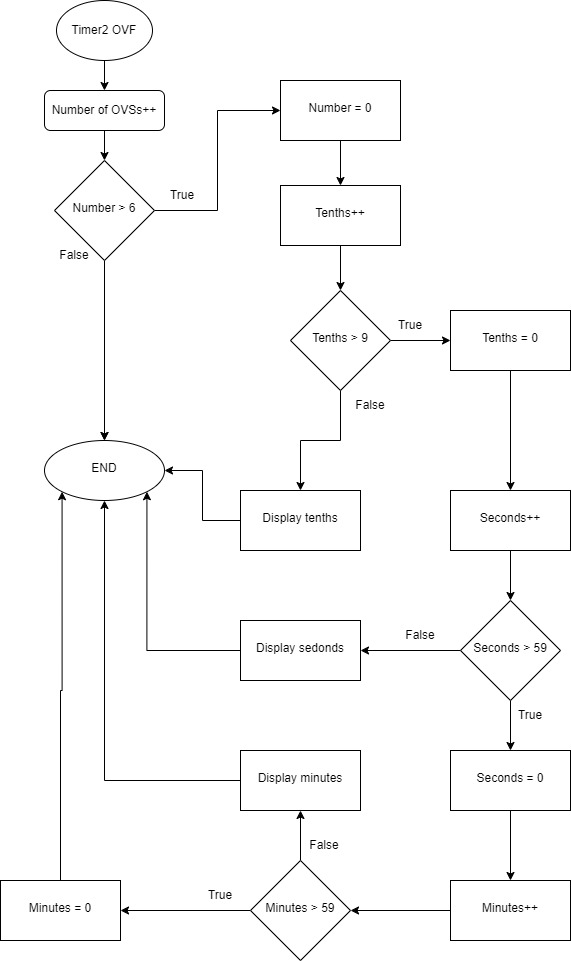 Timer2 OVF
Number of OVSs++
Number = 0
Number > 6
True
False
Tenths++
Tenths > 9
True
False
Tenths = 0
END
Display tenths
Seconds++
Display sedonds
False
Seconds > 59
True
Display minutes
Seconds = 0
False
Minutes = 0
True
Minutes > 59
Minutes++